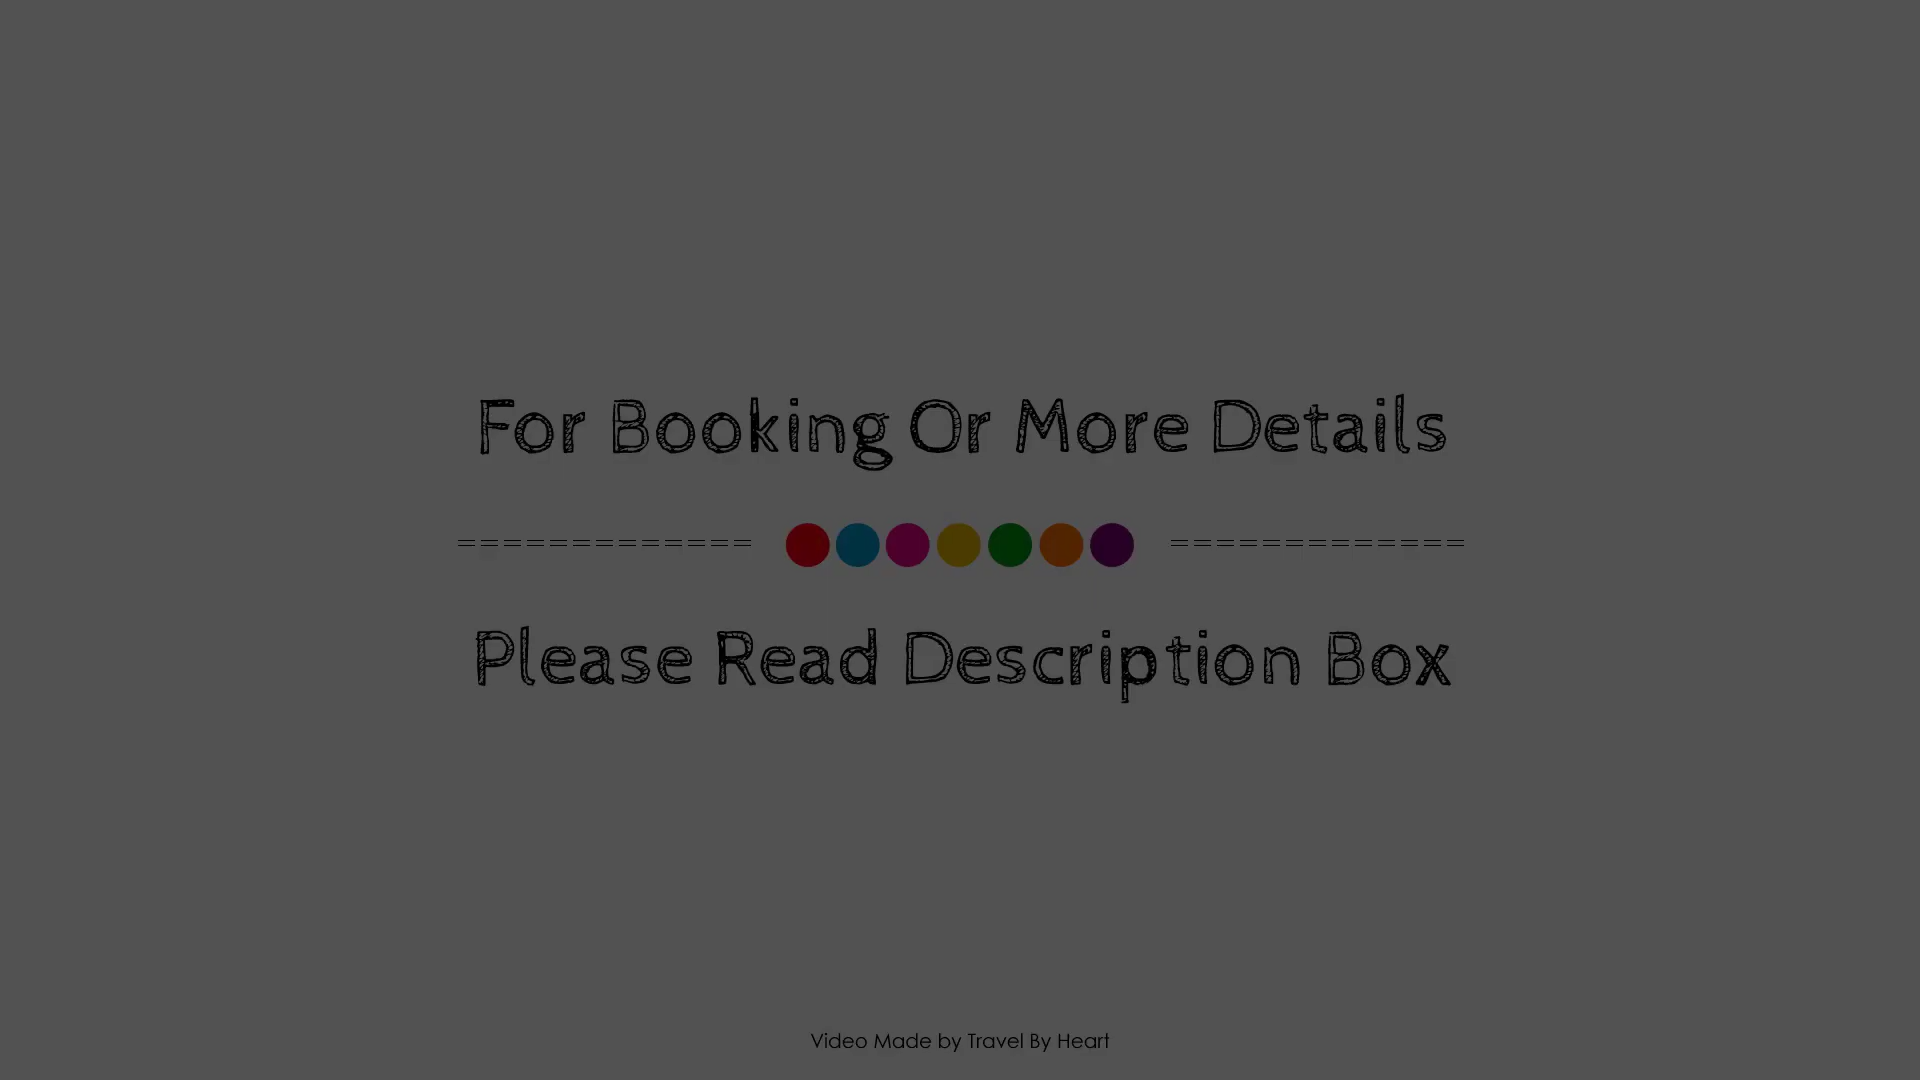 For Booking Or More Details
============= =============
Please Read Description Box
Video Made by Travel By Heart